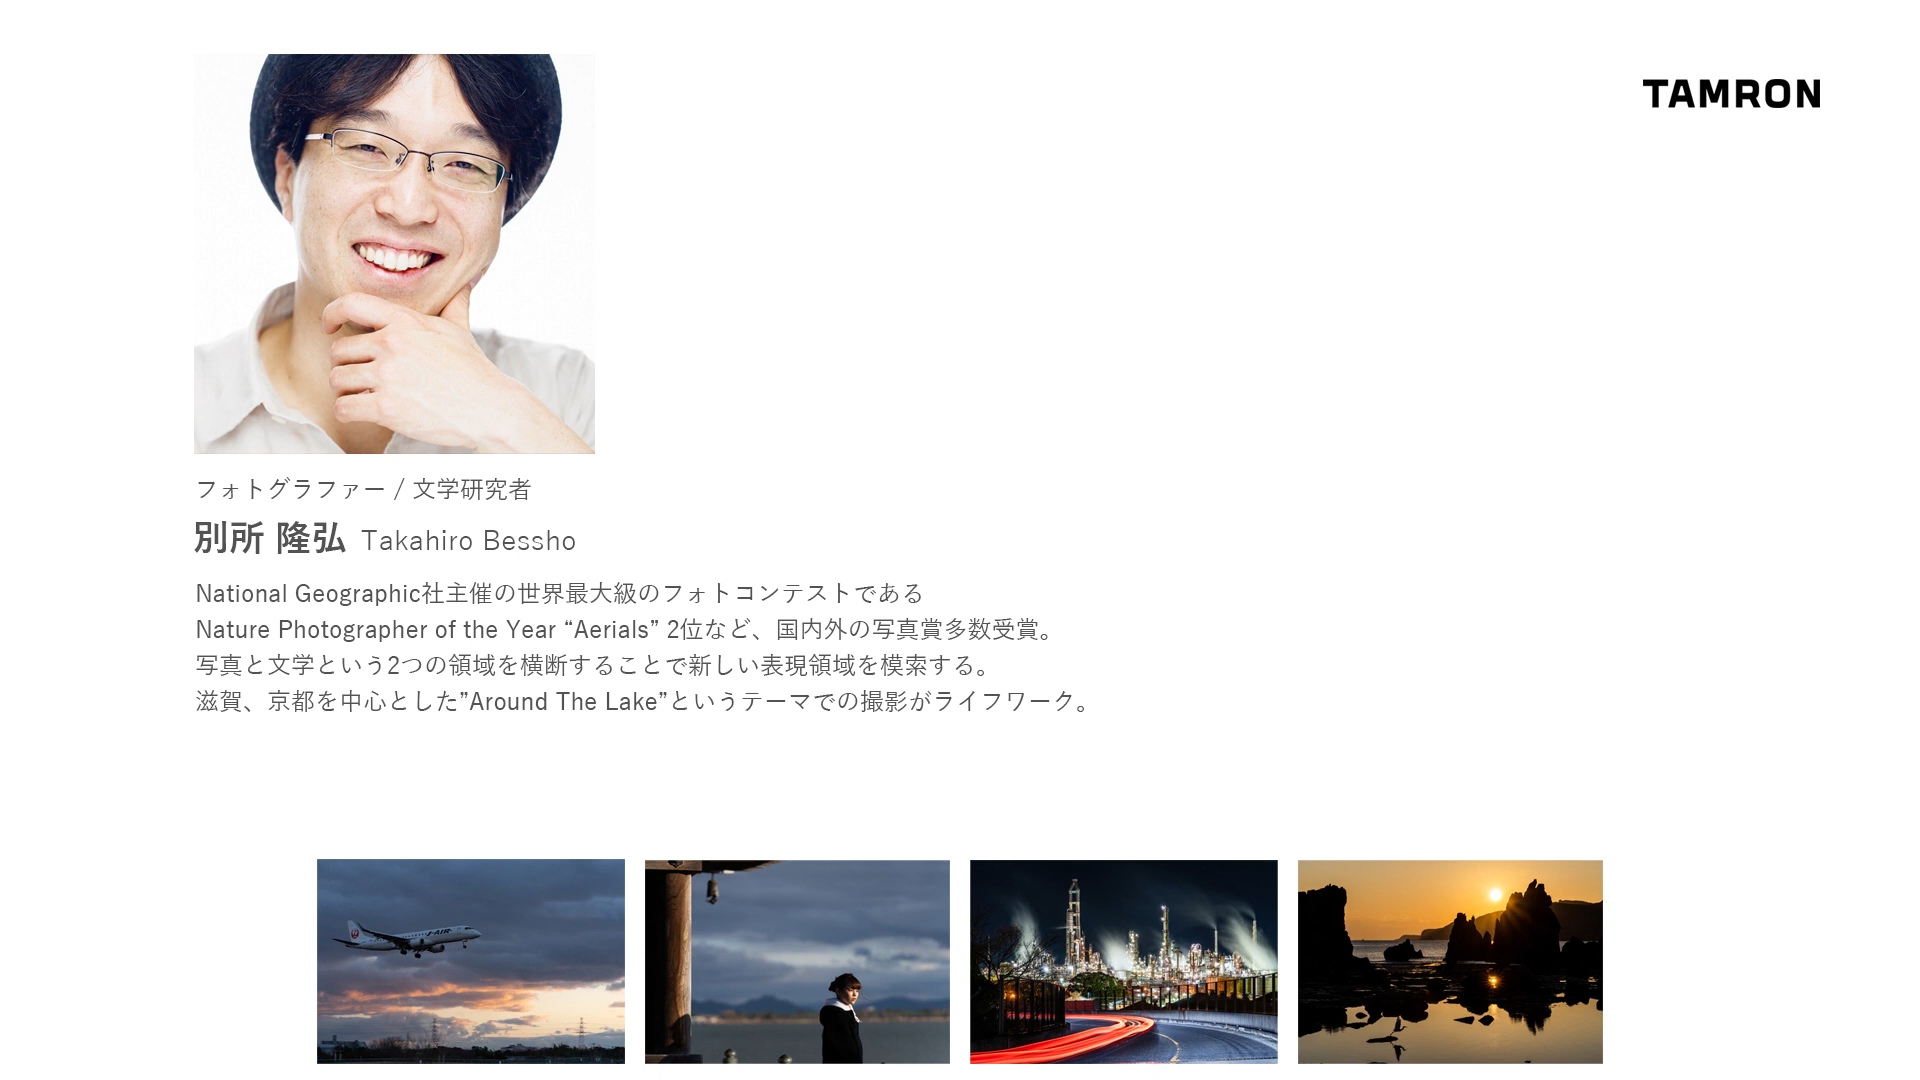 TAMRON
フォトグラファー / 文学研究者
別所 隆弘 Takahiro Bessho
National Geographic社主催の世界最大級のフォトコンテストである
Nature Photographer of the Year “Aerials” 2位など、国内外の写真賞多数受賞。
写真と文学という2つの領域を横断することで新しい表現領域を模索する。
滋賀、京都を中心とした”Around The Lake”というテーマでの撮影がライフワーク。
J-AIR